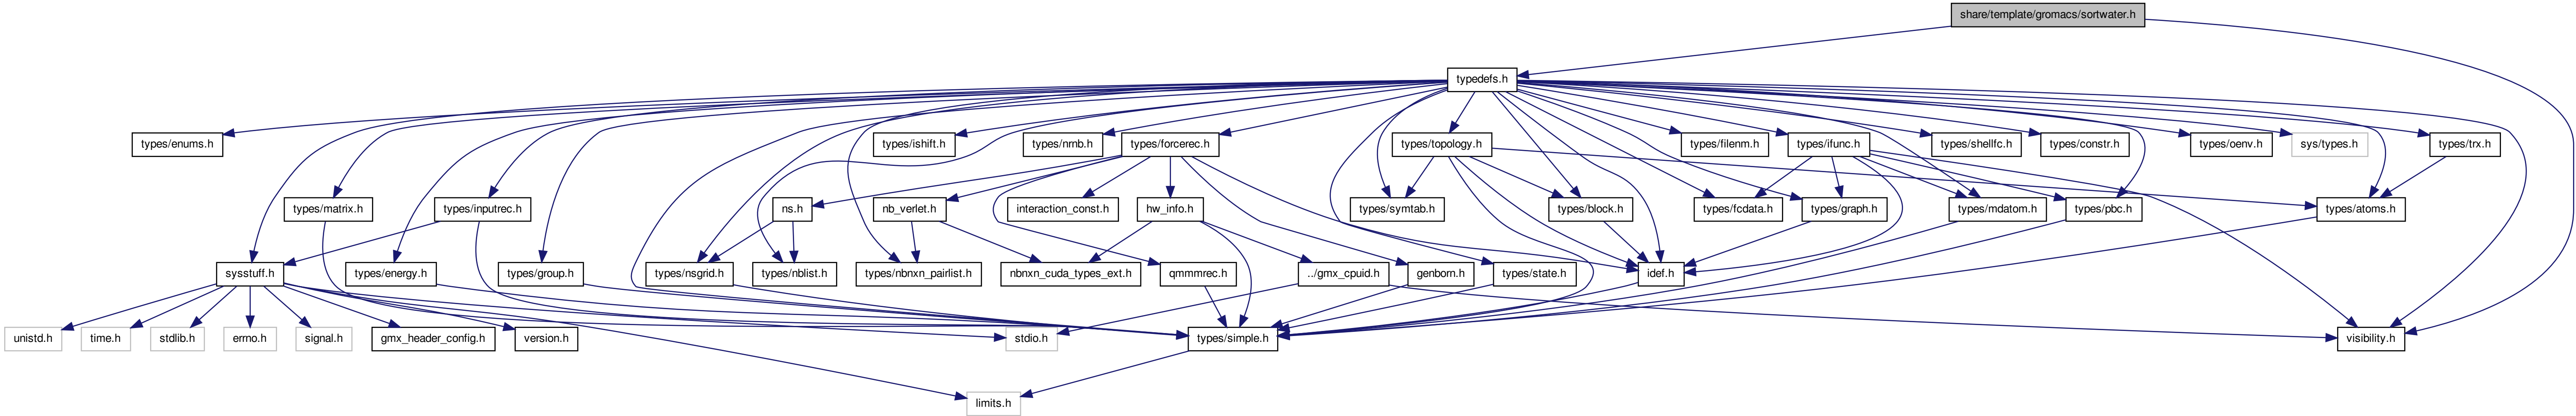 share/template/gromacs/sortwater.h
typedefs.h
types/enums.h
types/ishift.h
types/nrnb.h
types/forcerec.h
types/topology.h
types/filenm.h
types/ifunc.h
types/shellfc.h
types/constr.h
types/oenv.h
sys/types.h
types/trx.h
types/matrix.h
types/inputrec.h
ns.h
nb_verlet.h
interaction_const.h
hw_info.h
types/symtab.h
types/block.h
types/fcdata.h
types/graph.h
types/mdatom.h
types/pbc.h
types/atoms.h
sysstuff.h
types/energy.h
types/group.h
types/nsgrid.h
types/nblist.h
types/nbnxn_pairlist.h
nbnxn_cuda_types_ext.h
qmmmrec.h
../gmx_cpuid.h
genborn.h
types/state.h
idef.h
unistd.h
time.h
stdlib.h
errno.h
signal.h
gmx_header_config.h
version.h
stdio.h
types/simple.h
visibility.h
limits.h